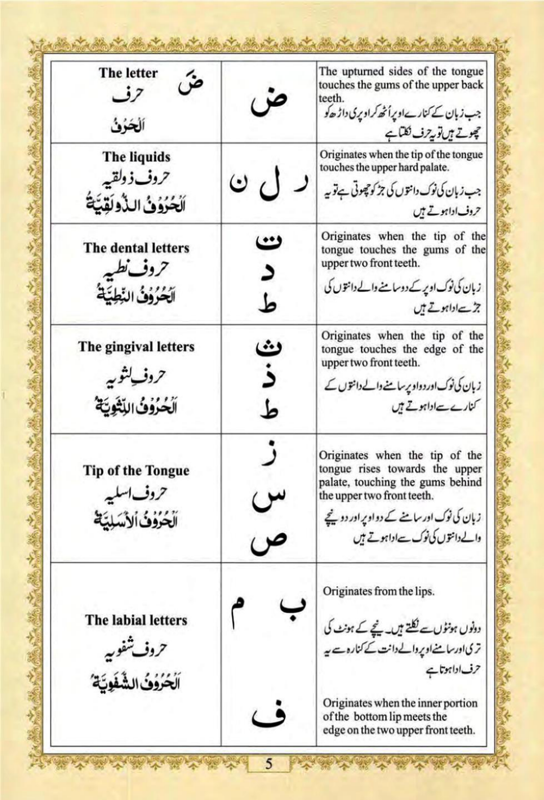 The letter ضَ
حرف
اَلْحَرْفُ
ض
The upturned sides of the tongue
touches the gums of the upper back
teeth.
جب زبان کے کنارے اوپر اُٹھ کر اوپری داڑھ کو
چھوتے ہیں تو یہ حرف نکلتا ہے
The liquids
حروف ذولقیہ
اَلْحُرُوْفُ الذَّوْلَقِیَّةُ
ر ل ن
Originates when the tip of the tongue
touches the upper hard palate.
جب زبان کی نوک دانتوں کی جڑ کو چھوتی ہے تو یہ
حروف ادا ہوتے ہیں
The dental letters
حروف نطیہ
اَلْحُرُوْفُ النَّطِیَّةُ
ت
د
ط
Originates when the tip of the
tongue touches the gums of the
upper two front teeth.
زبان کی نوک اوپر کے دو سامنے والے دانتوں کی
جڑ سے ادا ہوتے ہیں
The gingival letters
حروف لثویہ
اَلْحُرُوْفُ اللِّثَوِیَّةُ
ث
ذ
ط
Originates when the tip of the
tongue touches the edge of the
upper two front teeth.
زبان کی نوک اور دو اوپر سامنے والے دانتوں کے
کنارے سے ادا ہوتے ہیں
Tip of the Tongue
حروف اسلیہ
اَلْحُرُوْفُ الْاَسَلِیَّةُ
ز
س
ص
Originates when the tip of the
tongue rises towards the upper
palate, touching the gums behind
the upper two front teeth.
زبان کی نوک اور سامنے کے دو اوپر اور دو نیچے
والے دانتوں کی نوک سے ادا ہوتے ہیں
The labial letters
حروف شفویہ
اَلْحُرُوْفُ الشَّفَوِیَّةُ
ب م
ف
Originates from the lips.
دونوں ہونٹوں سے نکلتے ہیں۔ نیچے کے ہونٹ کی
تری اور سامنے اوپر والے دانت کے کنارہ سے یہ
حرف ادا ہوتا ہے
Originates when the inner portion
of the bottom lip meets the
edge on the two upper front teeth.
5